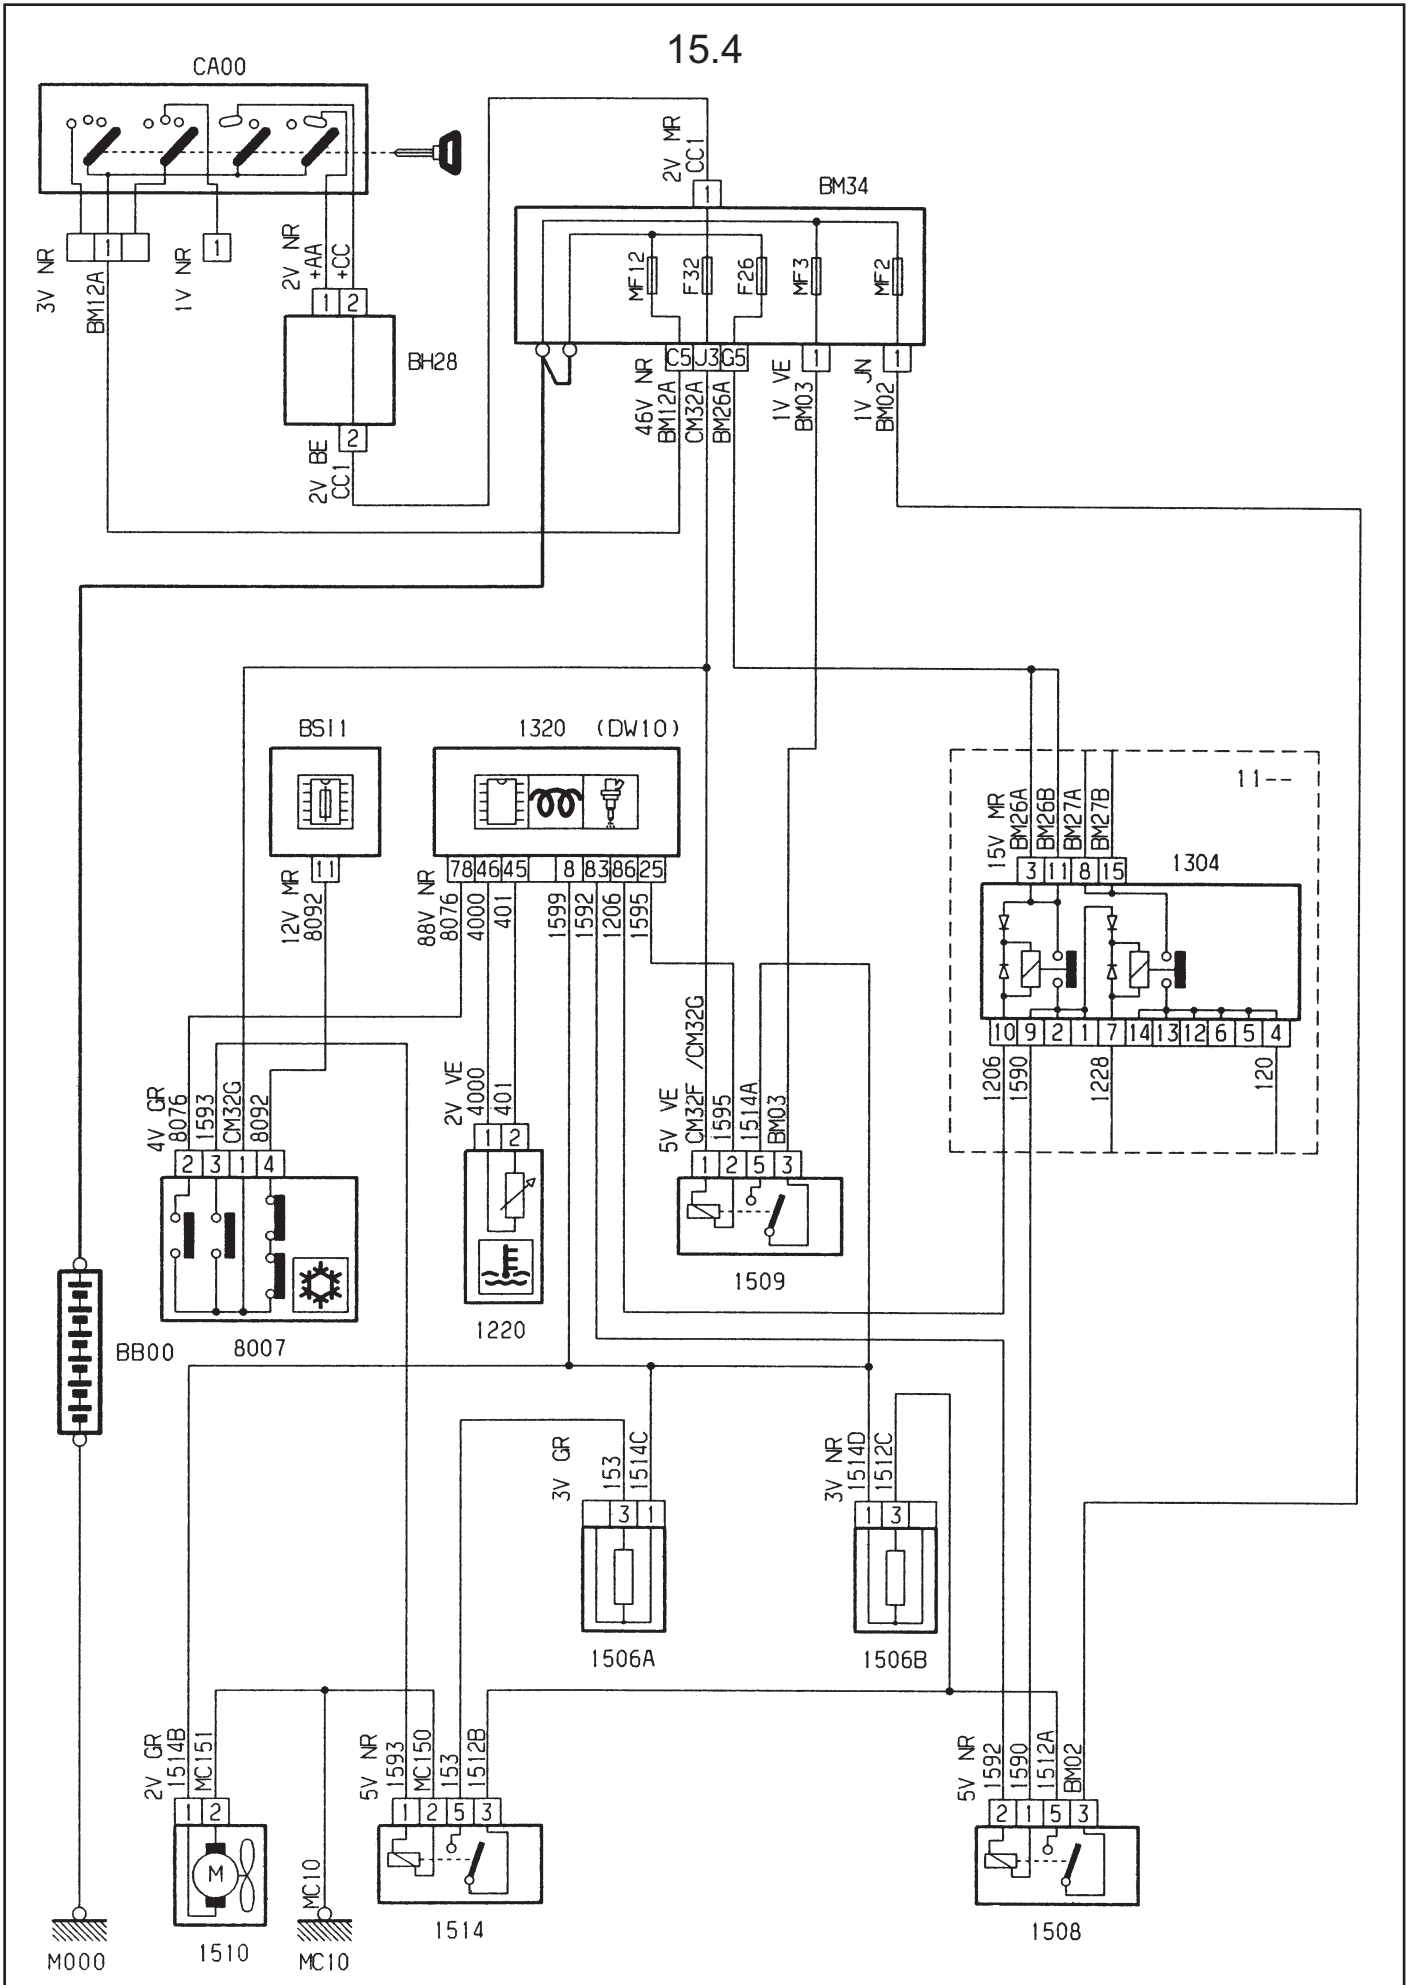 15.4
CA00
3V NR
1
BM12A
1V NR
1
2V NR
+AA
+CC
1 2
BH28
2
2V BE
CC1
2V MR
CC1
1
BM34
MF12
F32
F26
MF3
MF2
C5 J3 G5
1
1
46V NR
BM12A
CM32A
BM26A
1V VE
BM03
1V JN
BM02
BSI1
11
12V MR
8092
1320 (DW10)
78 46 45 8 83 86 25
88V NR
8076
4000
401
1599
1592
1206
1595
11--
15V MR
BM26A
BM26B
BM27A
BM27B
3 11 8 15
1304
10 9 2 1 7 14 13 12 6 5 4
1206
1590
1228
120
4V GR
8076
1593
CM32G
8092
2 3 1 4
8007
2V VE
4000
401
1 2
1220
5V VE
CM32F /CM32G
1595
1514A
BM03
1 2 5 3
1509
BB00
3V GR
153
1514C
3 1
1506A
3V NR
1514D
1512C
1 3
1506B
2V GR
1514B
MC151
1 2
M
1510
MC10
MC10
M000
5V NR
1593
MC150
153
1512B
1 2 5 3
1514
5V NR
1592
1590
1512A
BM02
2 1 5 3
1508